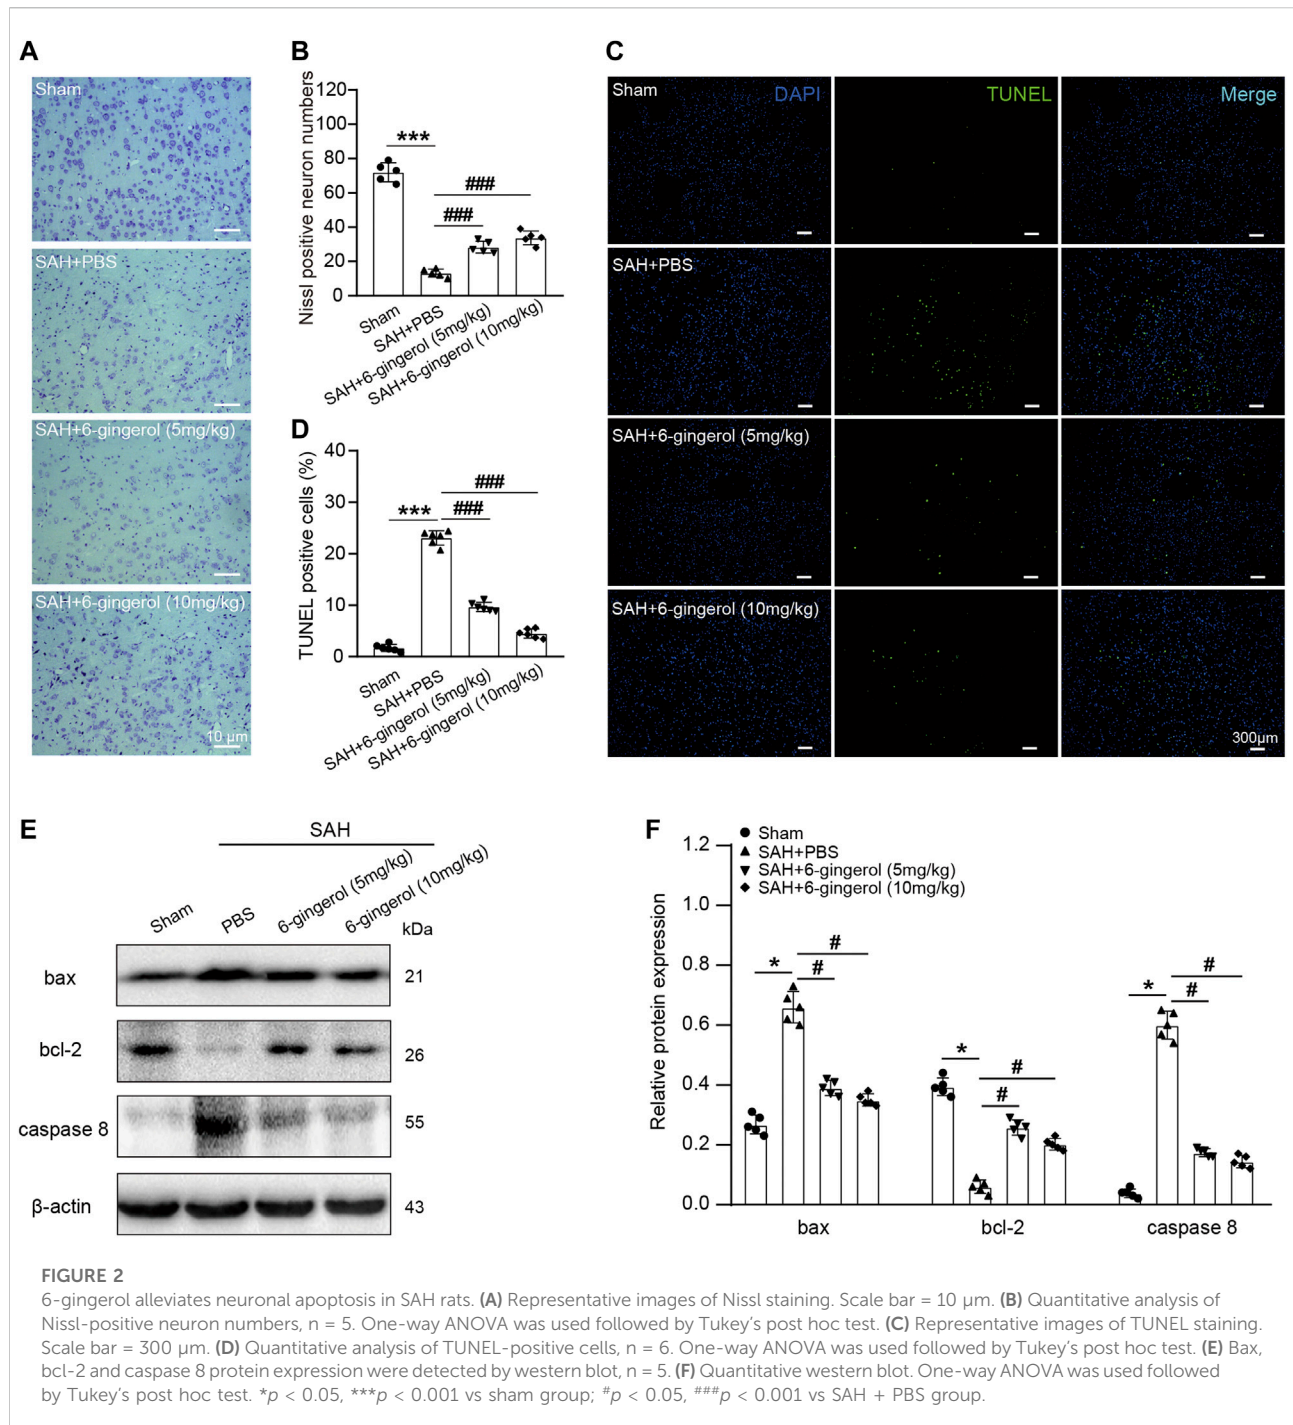 A
Sham
SAH+PBS
SAH+6-gingerol (5mg/kg)
SAH+6-gingerol (10mg/kg)
10 µm
B
Nissl positive neuron numbers
120
100
80
60
40
20
0
***
###
###
Sham
SAH+PBS
SAH+6-gingerol (5mg/kg)
SAH+6-gingerol (10mg/kg)
C
Sham
DAPI
TUNEL
Merge
SAH+PBS
SAH+6-gingerol (5mg/kg)
SAH+6-gingerol (10mg/kg)
300µm
D
TUNEL positive cells (%)
40
30
20
10
0
***
###
###
Sham
SAH+PBS
SAH+6-gingerol (5mg/kg)
SAH+6-gingerol (10mg/kg)
E
SAH
Sham
PBS
6-gingerol (5mg/kg)
6-gingerol (10mg/kg)
kDa
bax
21
bcl-2
26
caspase 8
55
β-actin
43
F
Sham
SAH+PBS
SAH+6-gingerol (5mg/kg)
SAH+6-gingerol (10mg/kg)
Relative protein expression
1.2
1.0
0.8
0.6
0.4
0.2
0.0
*
#
#
*
#
#
*
#
#
bax
bcl-2
caspase 8
FIGURE 2
6-gingerol alleviates neuronal apoptosis in SAH rats. (A) Representative images of Nissl staining. Scale bar = 10 µm. (B) Quantitative analysis of
Nissl-positive neuron numbers, n = 5. One-way ANOVA was used followed by Tukey's post hoc test. (C) Representative images of TUNEL staining.
Scale bar = 300 µm. (D) Quantitative analysis of TUNEL-positive cells, n = 6. One-way ANOVA was used followed by Tukey's post hoc test. (E) Bax,
bcl-2 and caspase 8 protein expression were detected by western blot, n = 5. (F) Quantitative western blot. One-way ANOVA was used followed
by Tukey's post hoc test. *p < 0.05, ***p < 0.001 vs sham group; #p < 0.05, ###p < 0.001 vs SAH + PBS group.